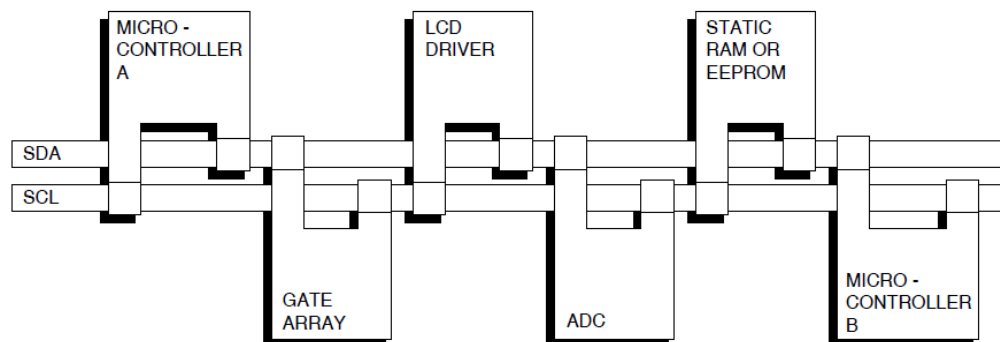 MICRO -
CONTROLLER
A
LCD
DRIVER
STATIC
RAM OR
EEPROM
SDA
SCL
GATE
ARRAY
ADC
MICRO -
CONTROLLER
B